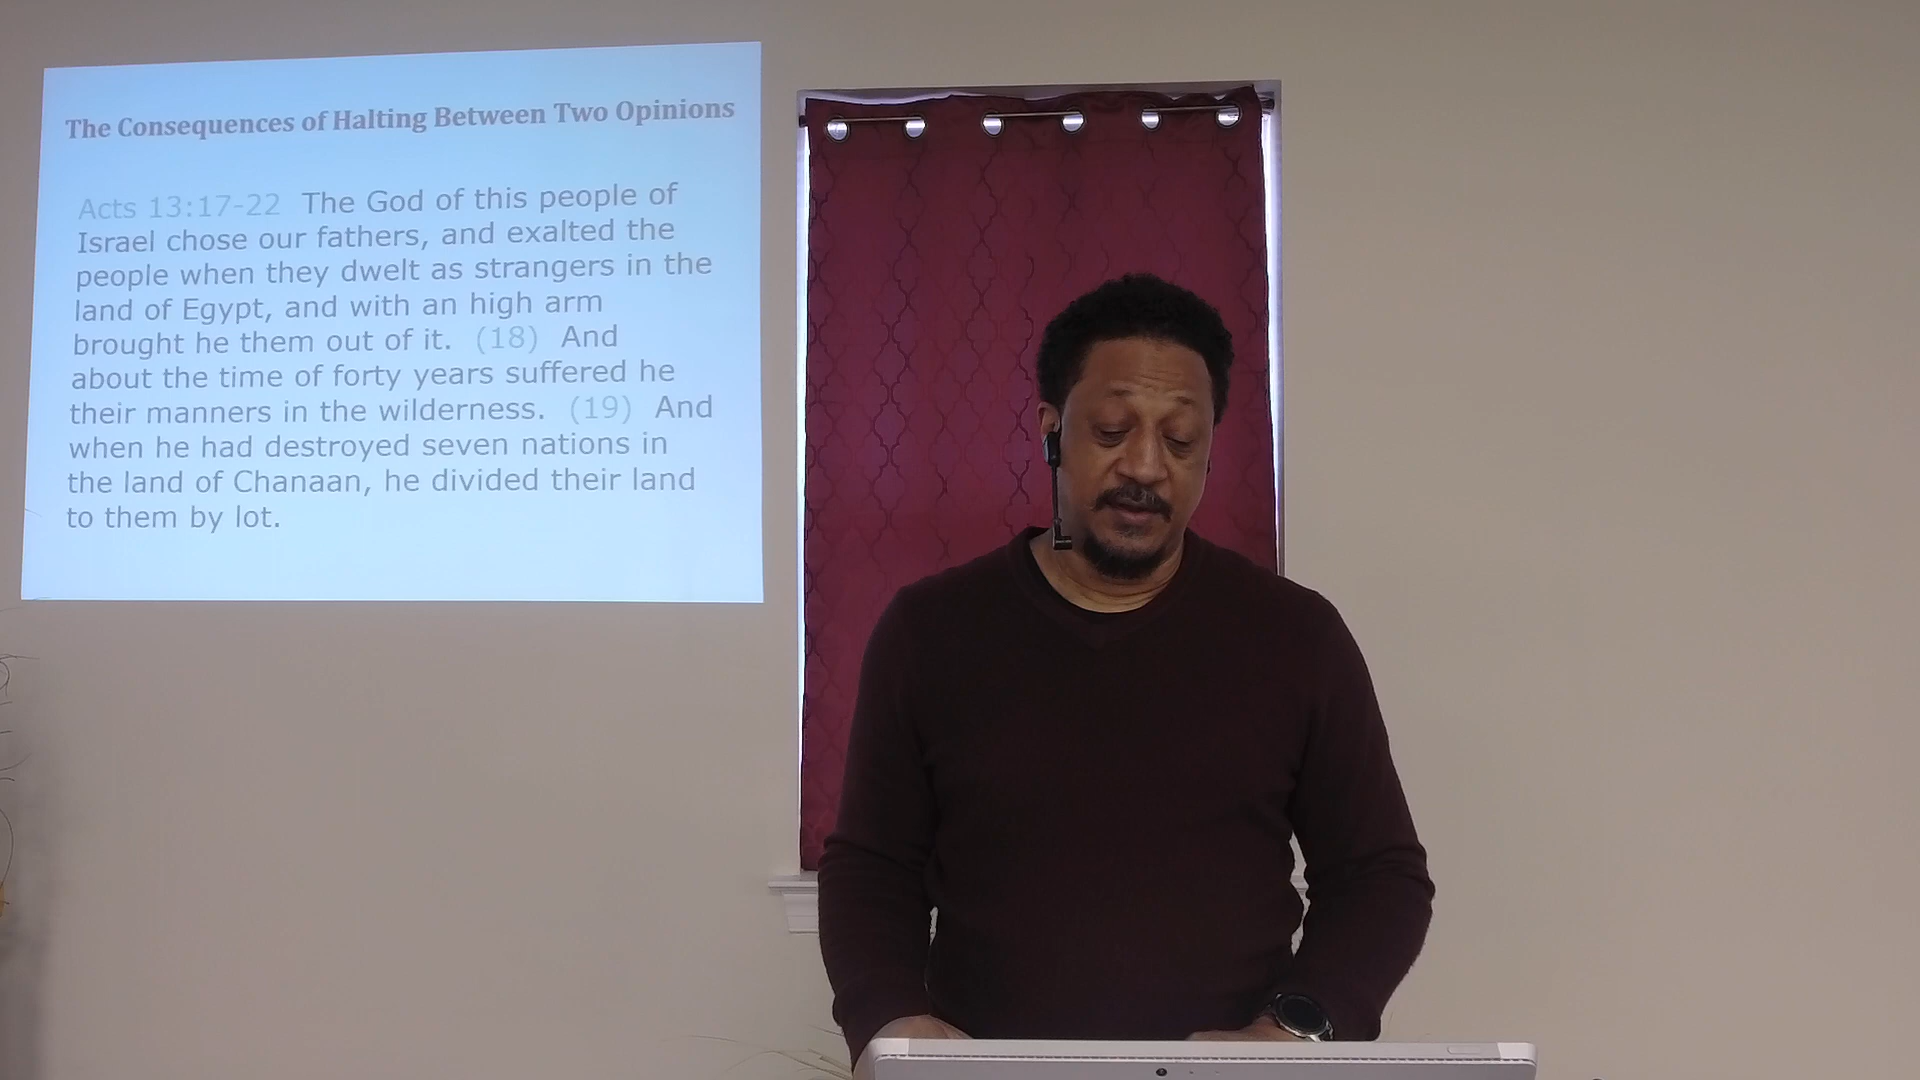 The Consequences of Halting Between Two Opinions
Acts 13:17-22 The God of this people of
Israel chose our fathers, and exalted the
people when they dwelt as strangers in the
land of Egypt, and with an high arm
brought he them out of it. (18) And
about the time of forty years suffered he
their manners in the wilderness. (19) And
when he had destroyed seven nations in
the land of Chanaan, he divided their land
to them by lot.